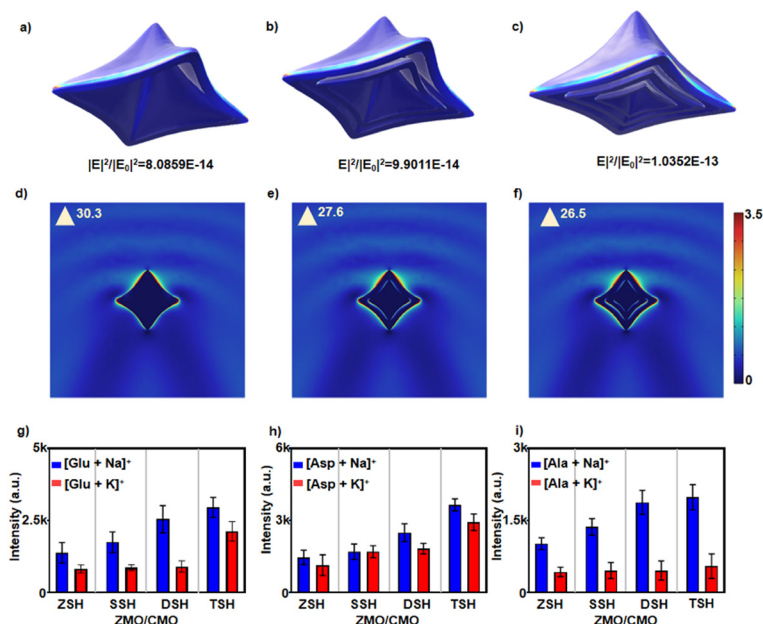 a)
b)
c)
|E|²/|E₀|²=8.0859E-14
E|²/|E₀|²=9.9011E-14
E|²/|E₀|²=1.0352E-13
d)
e)
f)
30.3
27.6
26.5
3.5
0
g)
h)
i)
5k
[Glu + Na]⁺
[Glu + K]⁺
2.5k
0
Intensity (a.u.)
ZSH SSH DSH TSH
6k
[Asp + Na]⁺
[Asp + K]⁺
3k
0
Intensity (a.u.)
ZSH SSH DSH TSH
3k
[Ala + Na]⁺
[Ala + K]⁺
1.5k
0
Intensity (a.u.)
ZSH SSH DSH TSH
ZMO/CMO
ZMO/CMO
ZMO/CMO